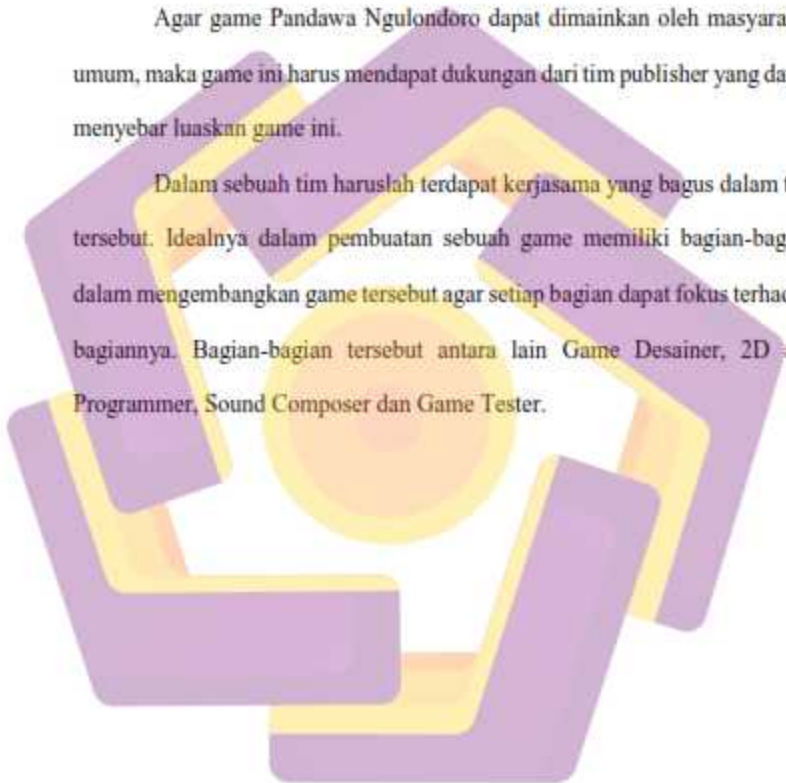 Agar game Pandawa Ngulondoro dapat dimainkan oleh masyara
umum, maka game ini harus mendapat dukungan dari tim publisher yang da
menyebar luaskan game ini.
Dalam sebuah tim haruslah terdapat kerjasama yang bagus dalam t
tersebut. Idealnya dalam pembuatan sebuah game memiliki bagian-bag
dalam mengembangkan game tersebut agar setiap bagian dapat fokus terhad
bagiannya. Bagian-bagian tersebut antara lain Game Desainer, 2D
Programmer, Sound Composer dan Game Tester.